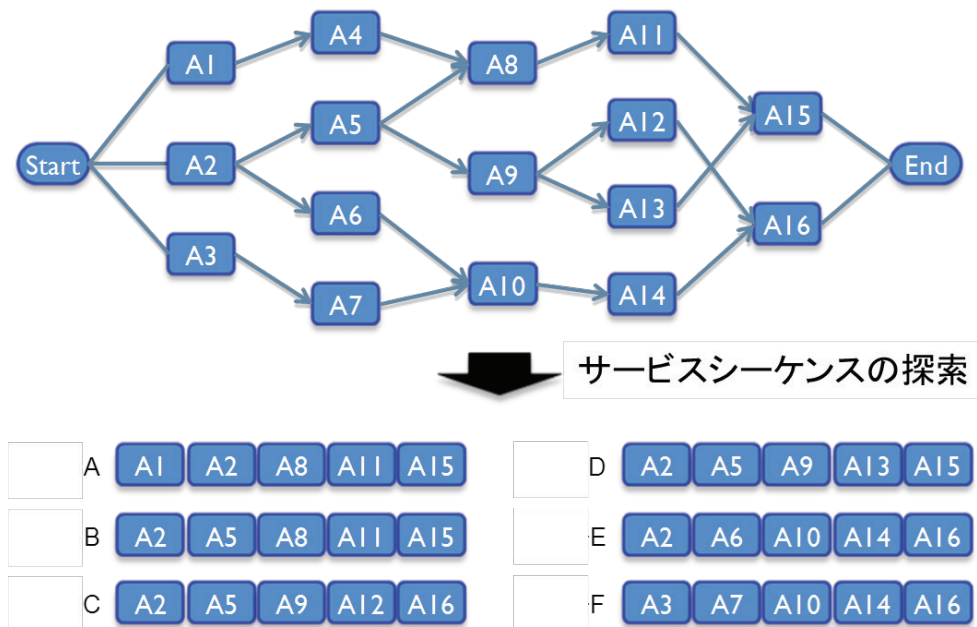 A4
A11
A1
A8
A5
A12
A15
Start
A2
A9
End
A6
A13
A16
A3
A10
A14
A7
サービスシーケンスの探索
A A1 A2 A8 A11 A15
D A2 A5 A9 A13 A15
B A2 A5 A8 A11 A15
E A2 A6 A10 A14 A16
C A2 A5 A9 A12 A16
F A3 A7 A10 A14 A16